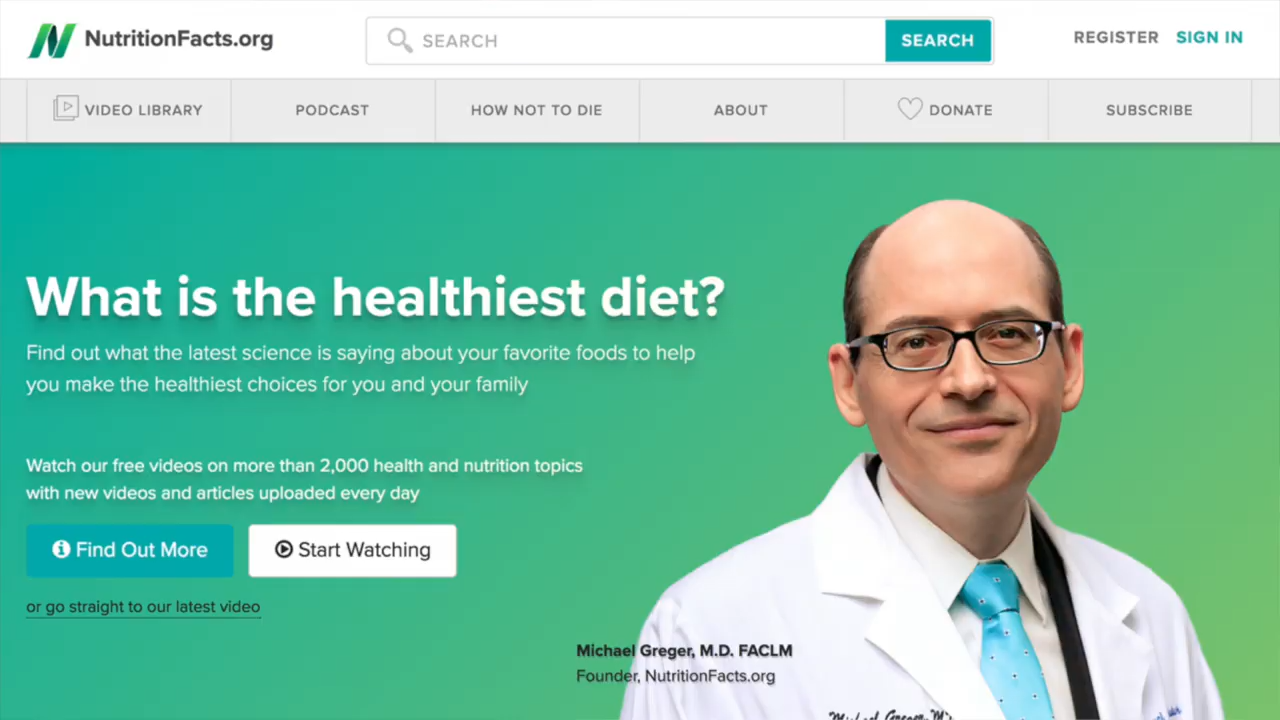 NutritionFacts.org
SEARCH
SEARCH
REGISTER
SIGN IN
VIDEO LIBRARY
PODCAST
HOW NOT TO DIE
ABOUT
DONATE
SUBSCRIBE
What is the healthiest diet?
Find out what the latest science is saying about your favorite foods to help
you make the healthiest choices for you and your family
Watch our free videos on more than 2,000 health and nutrition topics
with new videos and articles uploaded every day
Find Out More
Start Watching
or go straight to our latest video
Michael Greger, M.D. FACLM
Founder, NutritionFacts.org
Michael Greger, M